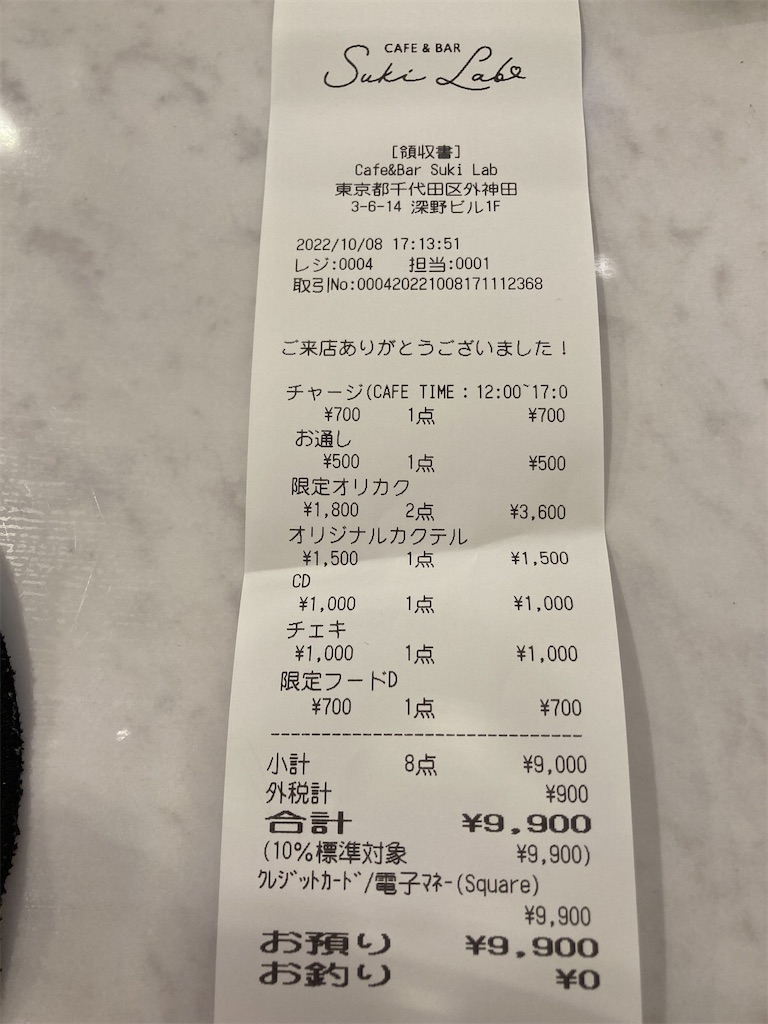 CAFE & BAR
Suki Lab
[領収書]
Cafe&Bar Suki Lab
東京都千代田区外神田
3-6-14 深野ビル1F
2022/10/08 17:13:51
レジ:0004 担当:0001
取引No:000420221008171112368
ご来店ありがとうございました！
チャージ(CAFE TIME：12:00~17:0
¥700 1点 ¥700
お通し
¥500 1点 ¥500
限定オリカク
¥1,800 2点 ¥3,600
オリジナルカクテル
¥1,500 1点 ¥1,500
CD
¥1,000 1点 ¥1,000
チェキ
¥1,000 1点 ¥1,000
限定フードD
¥700 1点 ¥700
小計 8点 ¥9,000
外税計 ¥900
合計 ¥9,900
(10%標準対象 ¥9,900)
ｸﾚｼﾞｯﾄｶｰﾄﾞ/電子ﾏﾈｰ(Square)
¥9,900
お預り ¥9,900
お釣り ¥0